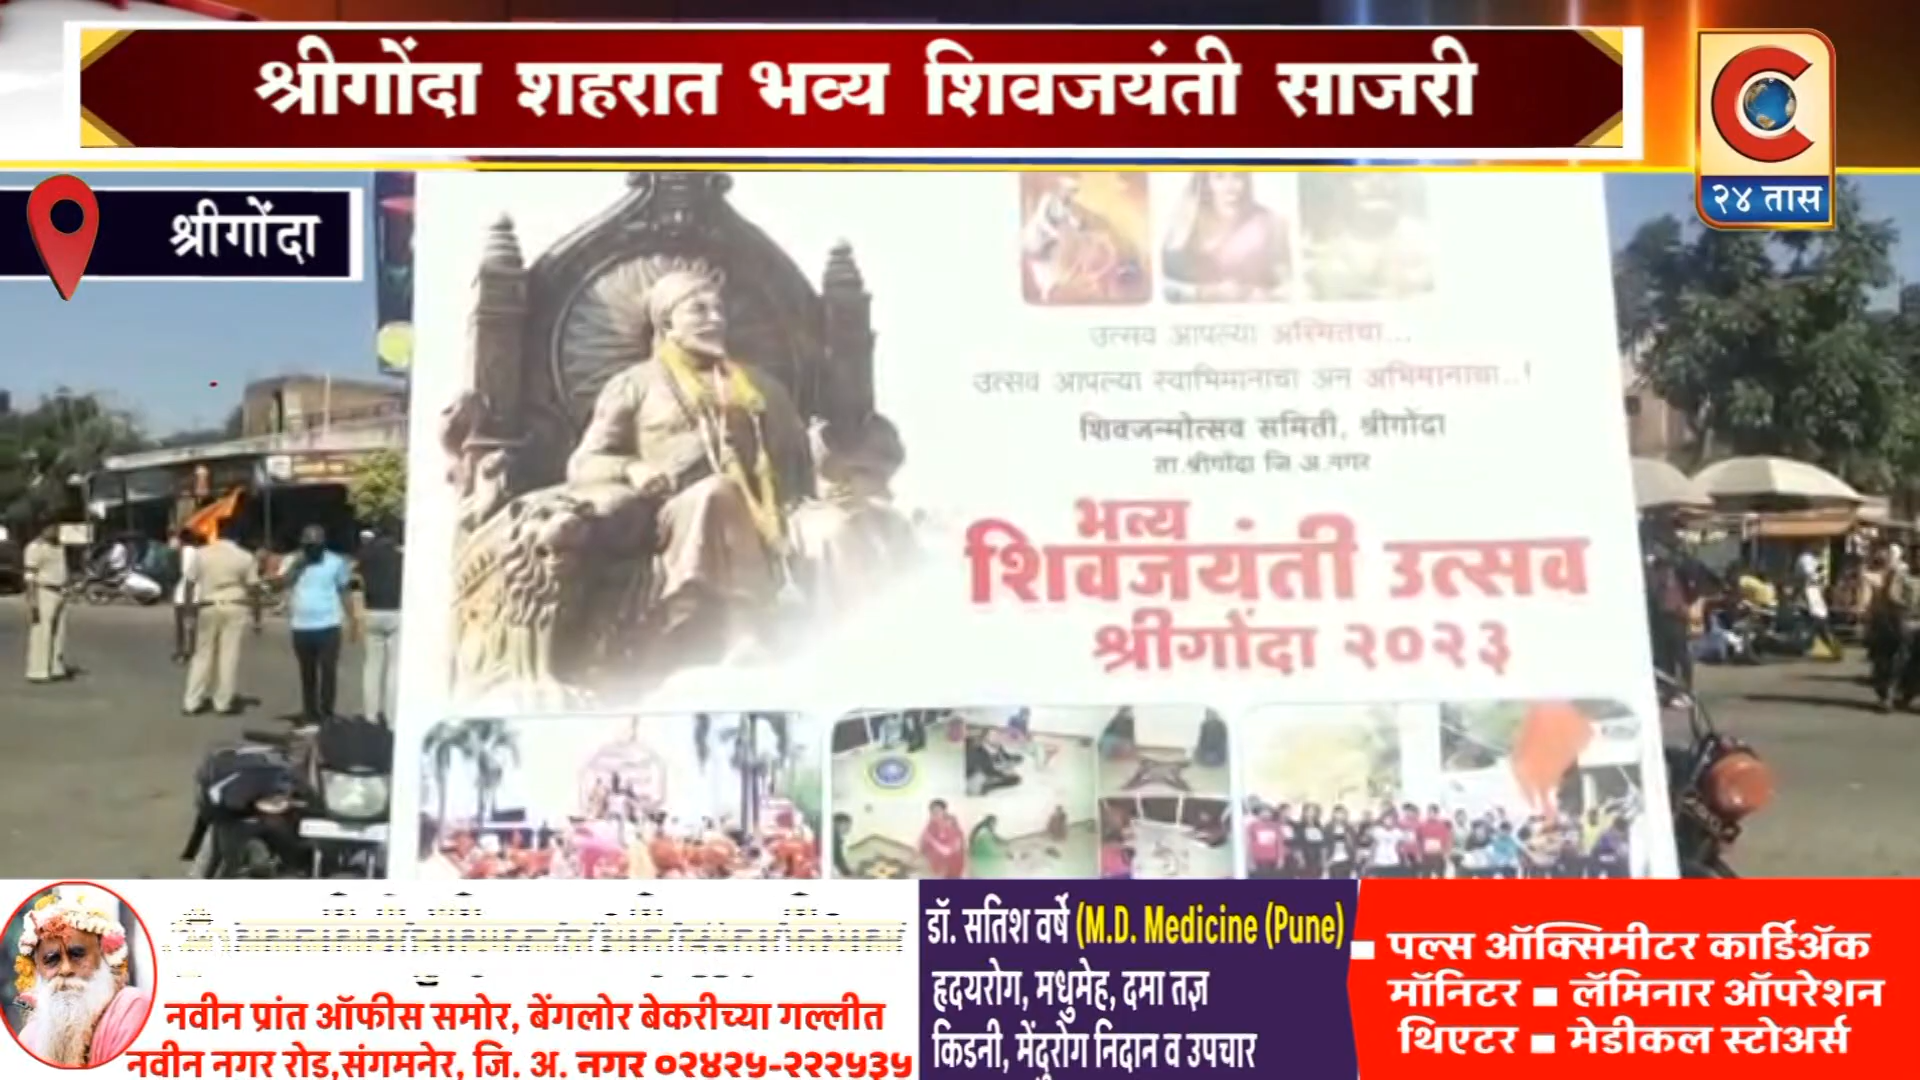 श्रीगोंदा शहरात भव्य शिवजयंती साजरी
२४ तास
श्रीगोंदा
उत्सव आपल्या अस्मितेचा...
उत्सव आपल्या स्वाभिमानाचा अन अभिमानाचा..!
शिवजन्मोत्सव समिती, श्रीगोंदा
ता.श्रीगोंदा जि.अ.नगर
भव्य
शिवजयंती उत्सव
श्रीगोंदा २०२३
नवीन प्रांत ऑफीस समोर, बेंगलोर बेकरीच्या गल्लीत
नवीन नगर रोड,संगमनेर, जि. अ. नगर ०२४२५-२२२५३५
डॉ. सतिश वर्षे (M.D. Medicine (Pune)
हृदयरोग, मधुमेह, दमा तज्ञ
किडनी, मेंदुरोग निदान व उपचार
▪ पल्स ऑक्सिमीटर कार्डिॲक
मॉनिटर ▪ लॅमिनार ऑपरेशन
थिएटर ▪ मेडीकल स्टोअर्स